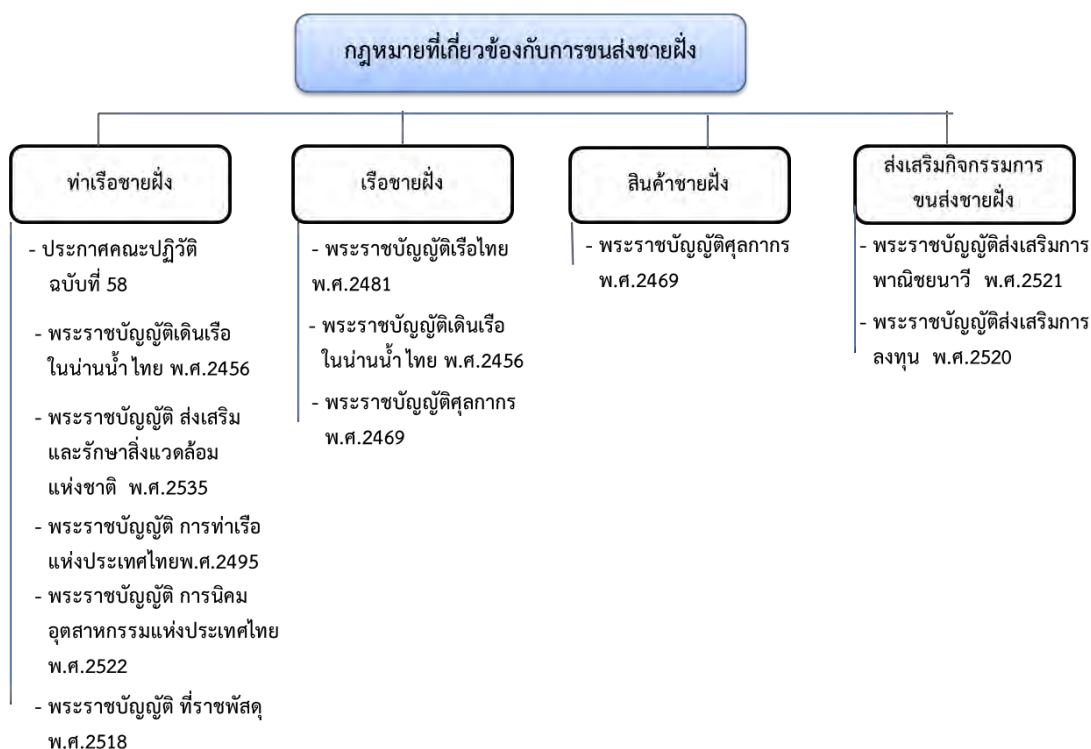 กฎหมายที่เกี่ยวข้องกับการขนส่งชายฝั่ง
ท่าเรือชายฝั่ง
- ประกาศคณะปฏิวัติ
ฉบับที่ 58
- พระราชบัญญัติเดินเรือ
ในน่านน้ำไทย พ.ศ.2456
- พระราชบัญญัติ ส่งเสริม
และรักษาสิ่งแวดล้อม
แห่งชาติ พ.ศ.2535
- พระราชบัญญัติ การท่าเรือ
แห่งประเทศไทยพ.ศ.2495
- พระราชบัญญัติ การนิคม
อุตสาหกรรมแห่งประเทศไทย
พ.ศ.2522
- พระราชบัญญัติ ที่ราชพัสดุ
พ.ศ.2518
เรือชายฝั่ง
- พระราชบัญญัติเรือไทย
พ.ศ.2481
- พระราชบัญญัติเดินเรือ
ในน่านน้ำไทย พ.ศ.2456
- พระราชบัญญัติศุลกากร
พ.ศ.2469
สินค้าชายฝั่ง
- พระราชบัญญัติศุลกากร
พ.ศ.2469
ส่งเสริมกิจกรรมการ
ขนส่งชายฝั่ง
- พระราชบัญญัติส่งเสริมการ
พาณิชยนาวี พ.ศ.2521
- พระราชบัญญัติส่งเสริมการ
ลงทุน พ.ศ.2520